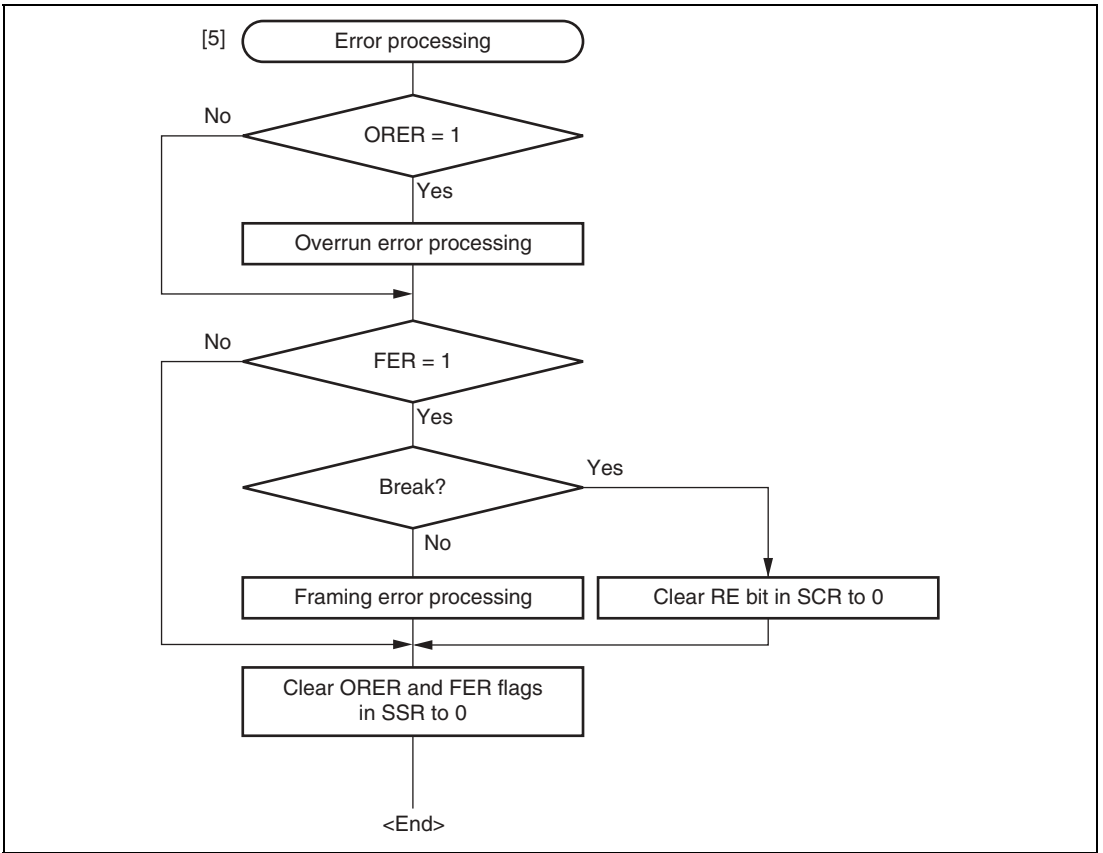 [5] Error processing
No
ORER = 1
Yes
Overrun error processing
No
FER = 1
Yes
Yes
Break?
No
Framing error processing
Clear RE bit in SCR to 0
Clear ORER and FER flags
in SSR to 0
<End>